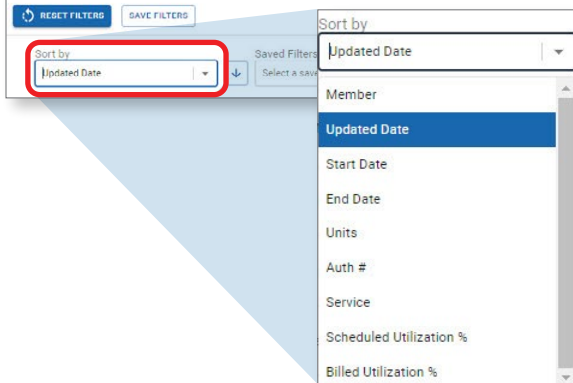 RESET FILTERS
SAVE FILTERS
Sort by
Updated Date
Saved Filters
Select a save
Sort by
Updated Date
Member
Updated Date
Start Date
End Date
Units
Auth #
Service
Scheduled Utilization %
Billed Utilization %